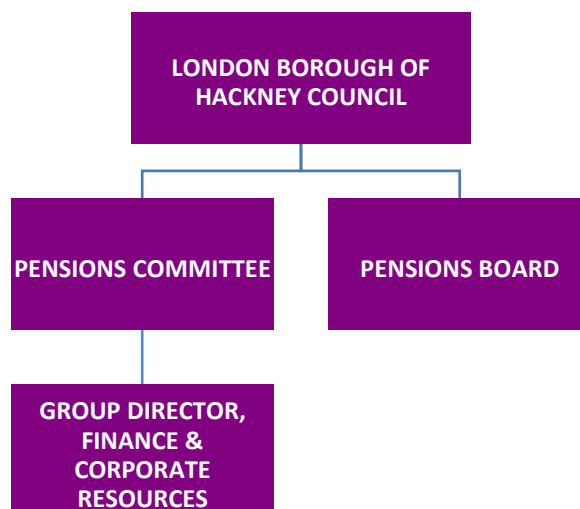 LONDON BOROUGH OF
HACKNEY COUNCIL
PENSIONS COMMITTEE
PENSIONS BOARD
GROUP DIRECTOR,
FINANCE &
CORPORATE
RESOURCES